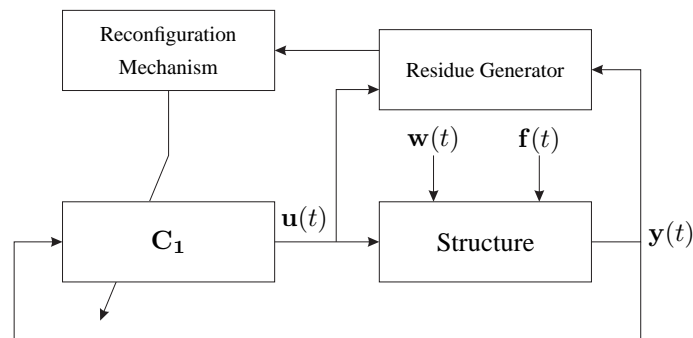 Reconfiguration
Mechanism
Residue Generator
w(t)
f(t)
C₁
u(t)
Structure
y(t)